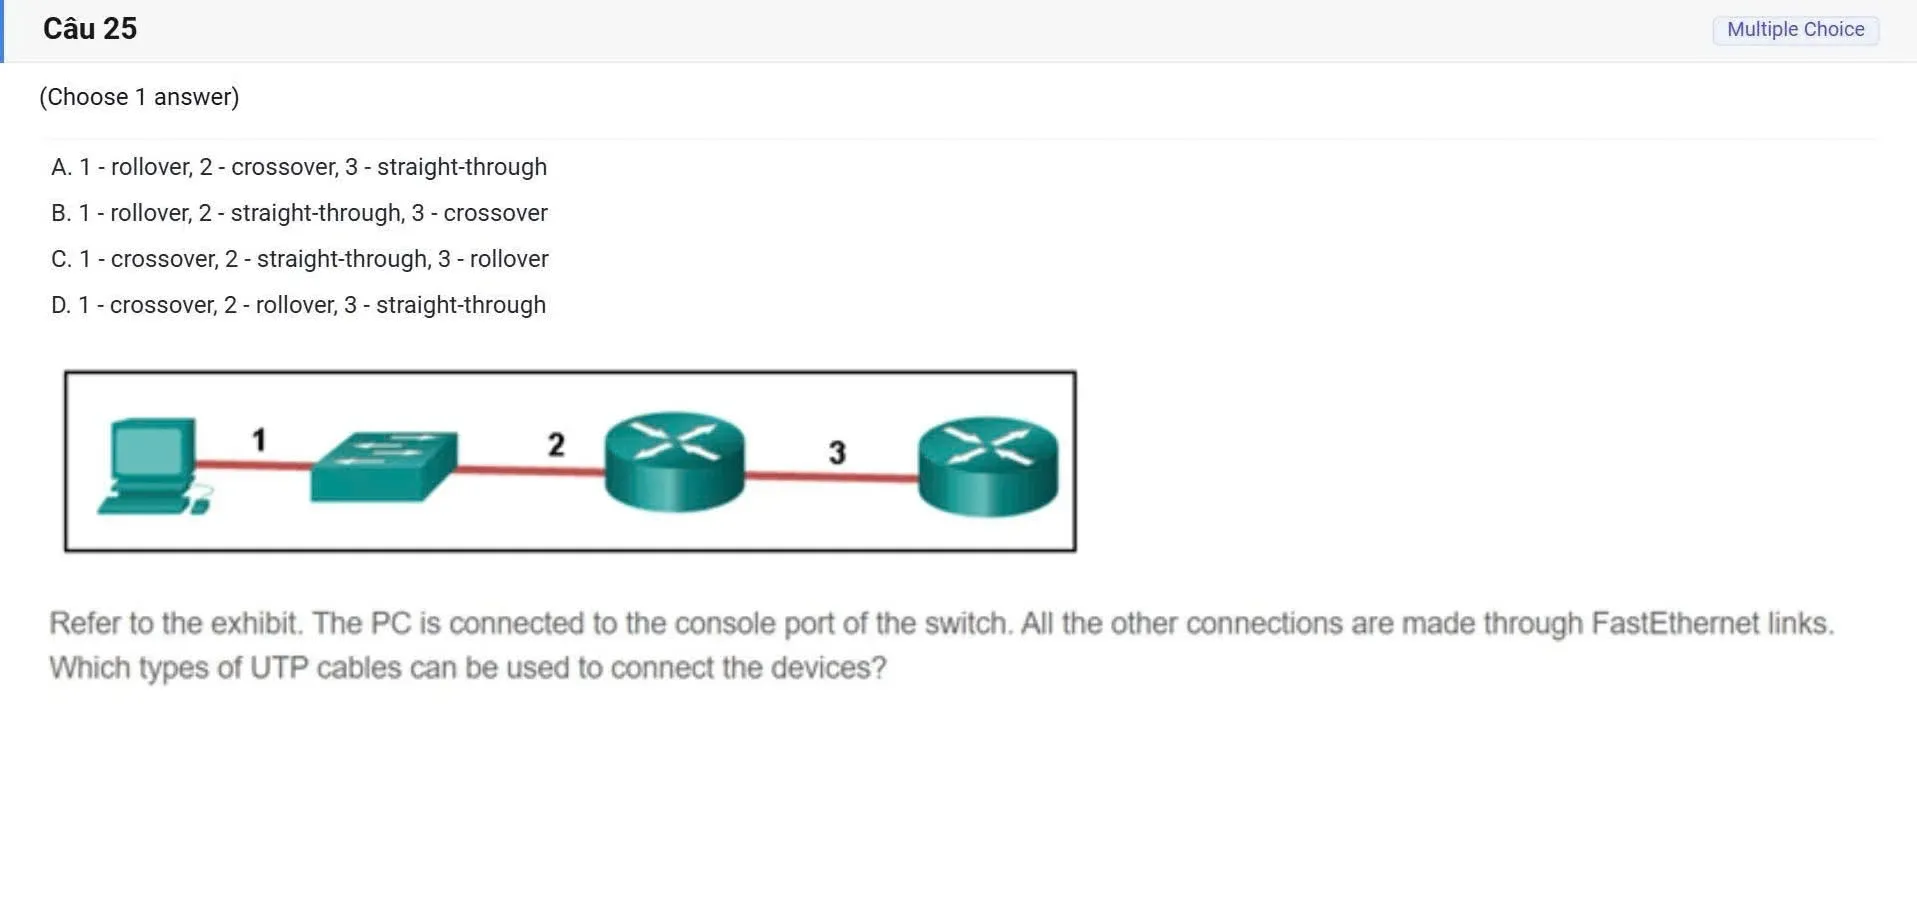 Câu 25
Multiple Choice
(Choose 1 answer)
A. 1 - rollover, 2 - crossover, 3 - straight-through
B. 1 - rollover, 2 - straight-through, 3 - crossover
C. 1 - crossover, 2 - straight-through, 3 - rollover
D. 1 - crossover, 2 - rollover, 3 - straight-through
1
2
3
Refer to the exhibit. The PC is connected to the console port of the switch. All the other connections are made through FastEthernet links.
Which types of UTP cables can be used to connect the devices?